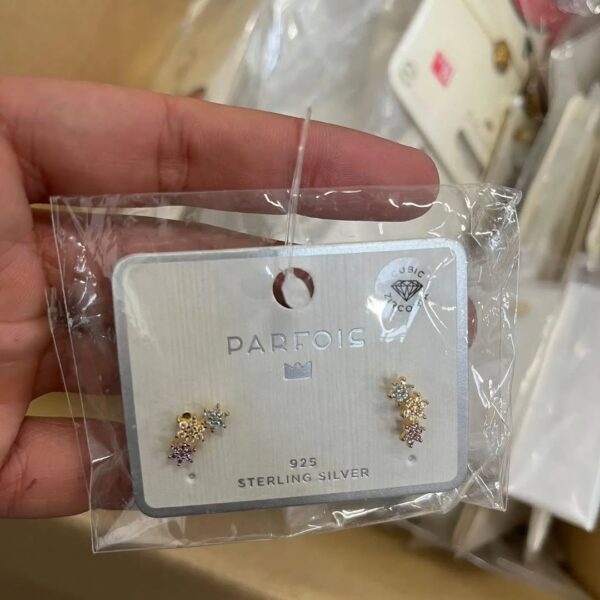 CUBIC
ZIRCONIA
PARFOIS
925
STERLING SILVER